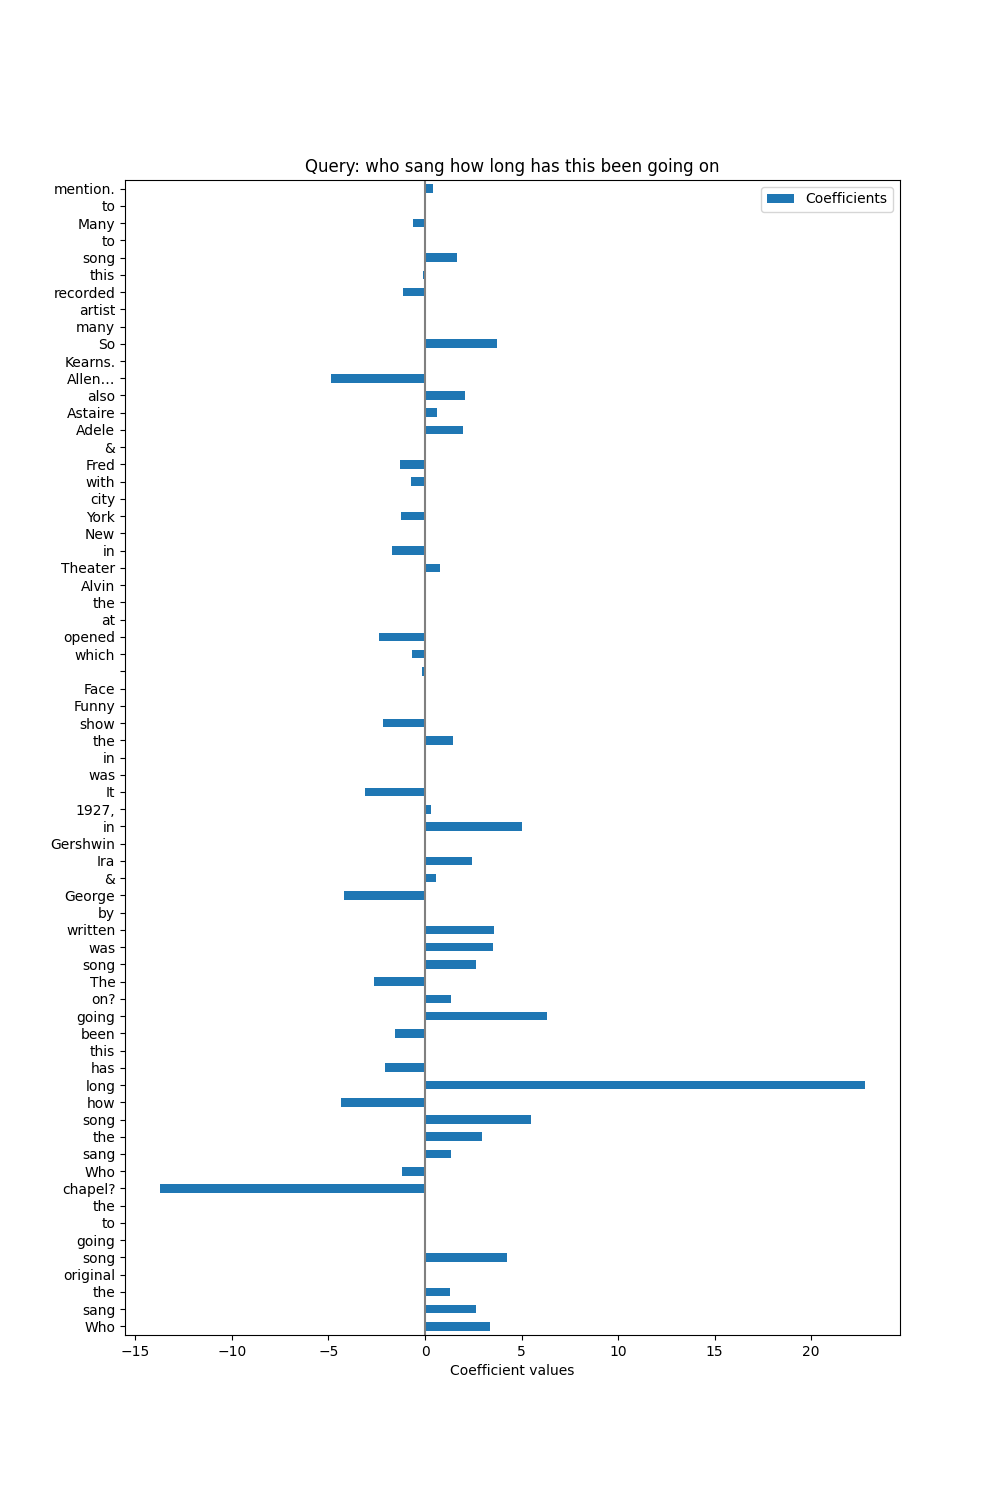 Query: who sang how long has this been going on
Coefficients
mention.
to
Many
to
song
this
recorded
artist
many
So
Kearns.
Allen...
also
Astaire
Adele
&
Fred
with
city
York
New
in
Theater
Alvin
the
at
opened
which
Face
Funny
show
the
in
was
It
1927,
in
Gershwin
Ira
&
George
by
written
was
song
The
on?
going
been
this
has
long
how
song
the
sang
Who
chapel?
the
to
going
song
original
the
sang
Who
−15 −10 −5 0 5 10 15 20
Coefficient values